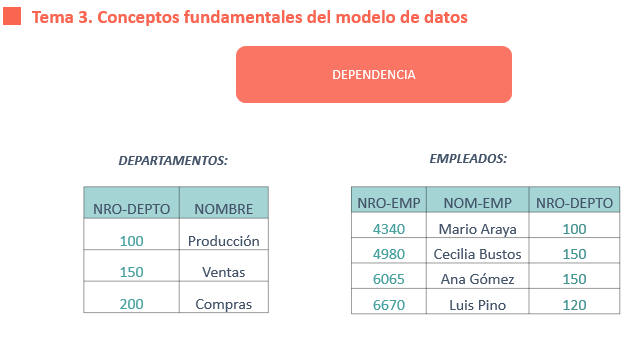 Tema 3. Conceptos fundamentales del modelo de datos
DEPENDENCIA
DEPARTAMENTOS:
NRO-DEPTO NOMBRE
100 Producción
150 Ventas
200 Compras
EMPLEADOS:
NRO-EMP NOM-EMP NRO-DEPTO
4340 Mario Araya 100
4980 Cecilia Bustos 150
6065 Ana Gómez 150
6670 Luis Pino 120